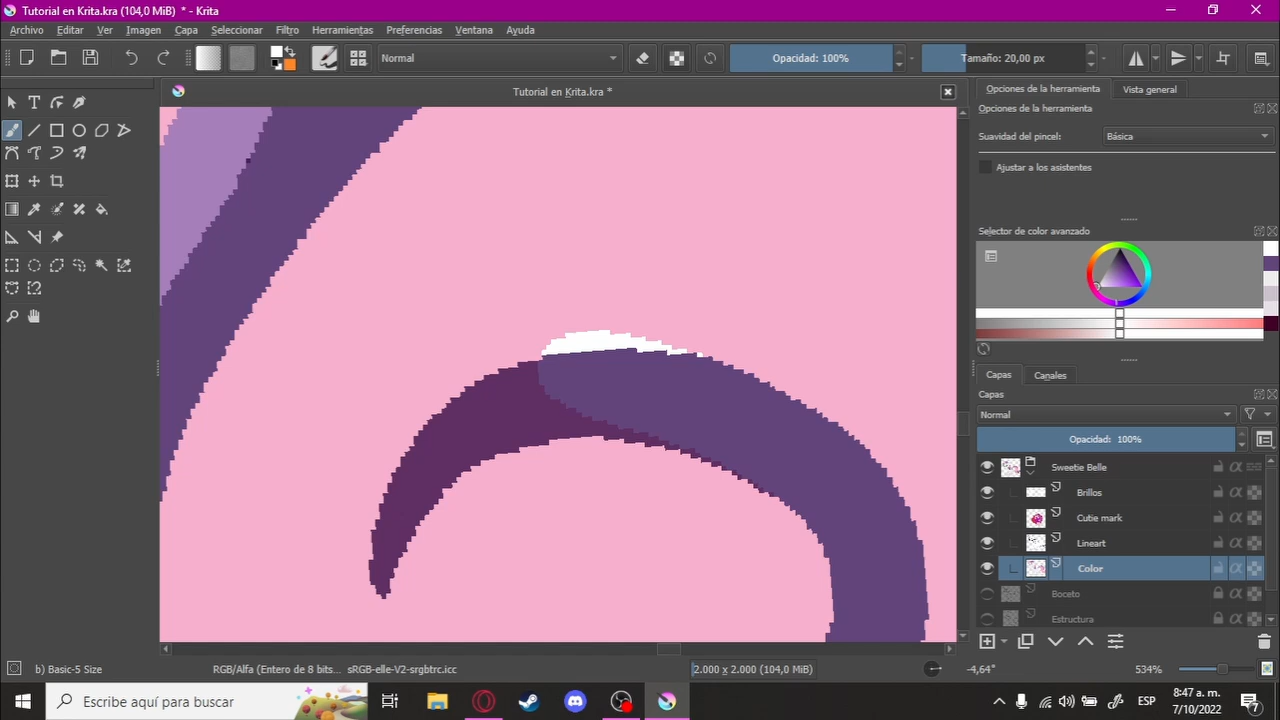 Tutorial en Krita.kra (104,0 MiB) * - Krita
Archivo Editar Ver Imagen Capa Seleccionar Filtro Herramientas Preferencias Ventana Ayuda
Normal Opacidad: 100% Tamaño: 20,00 px
Tutorial en Krita.kra *
Opciones de la herramienta Vista general
Opciones de la herramienta
Suavidad del pincel: Básica
Ajustar a los asistentes
Selector de color avanzado
Capas Canales
Capas
Normal
Opacidad: 100%
Sweetie Belle
Brillos
Cutie mark
Lineart
Color
Boceto
Estructura
b) Basic-5 Size RGB/Alfa (Entero de 8 bits... sRGB-elle-V2-srgbtrc.icc 2.000 x 2.000 (104,0 MiB) -4,64° 534%
Escribe aquí para buscar ESP 8:47 a. m.
7/10/2022 7